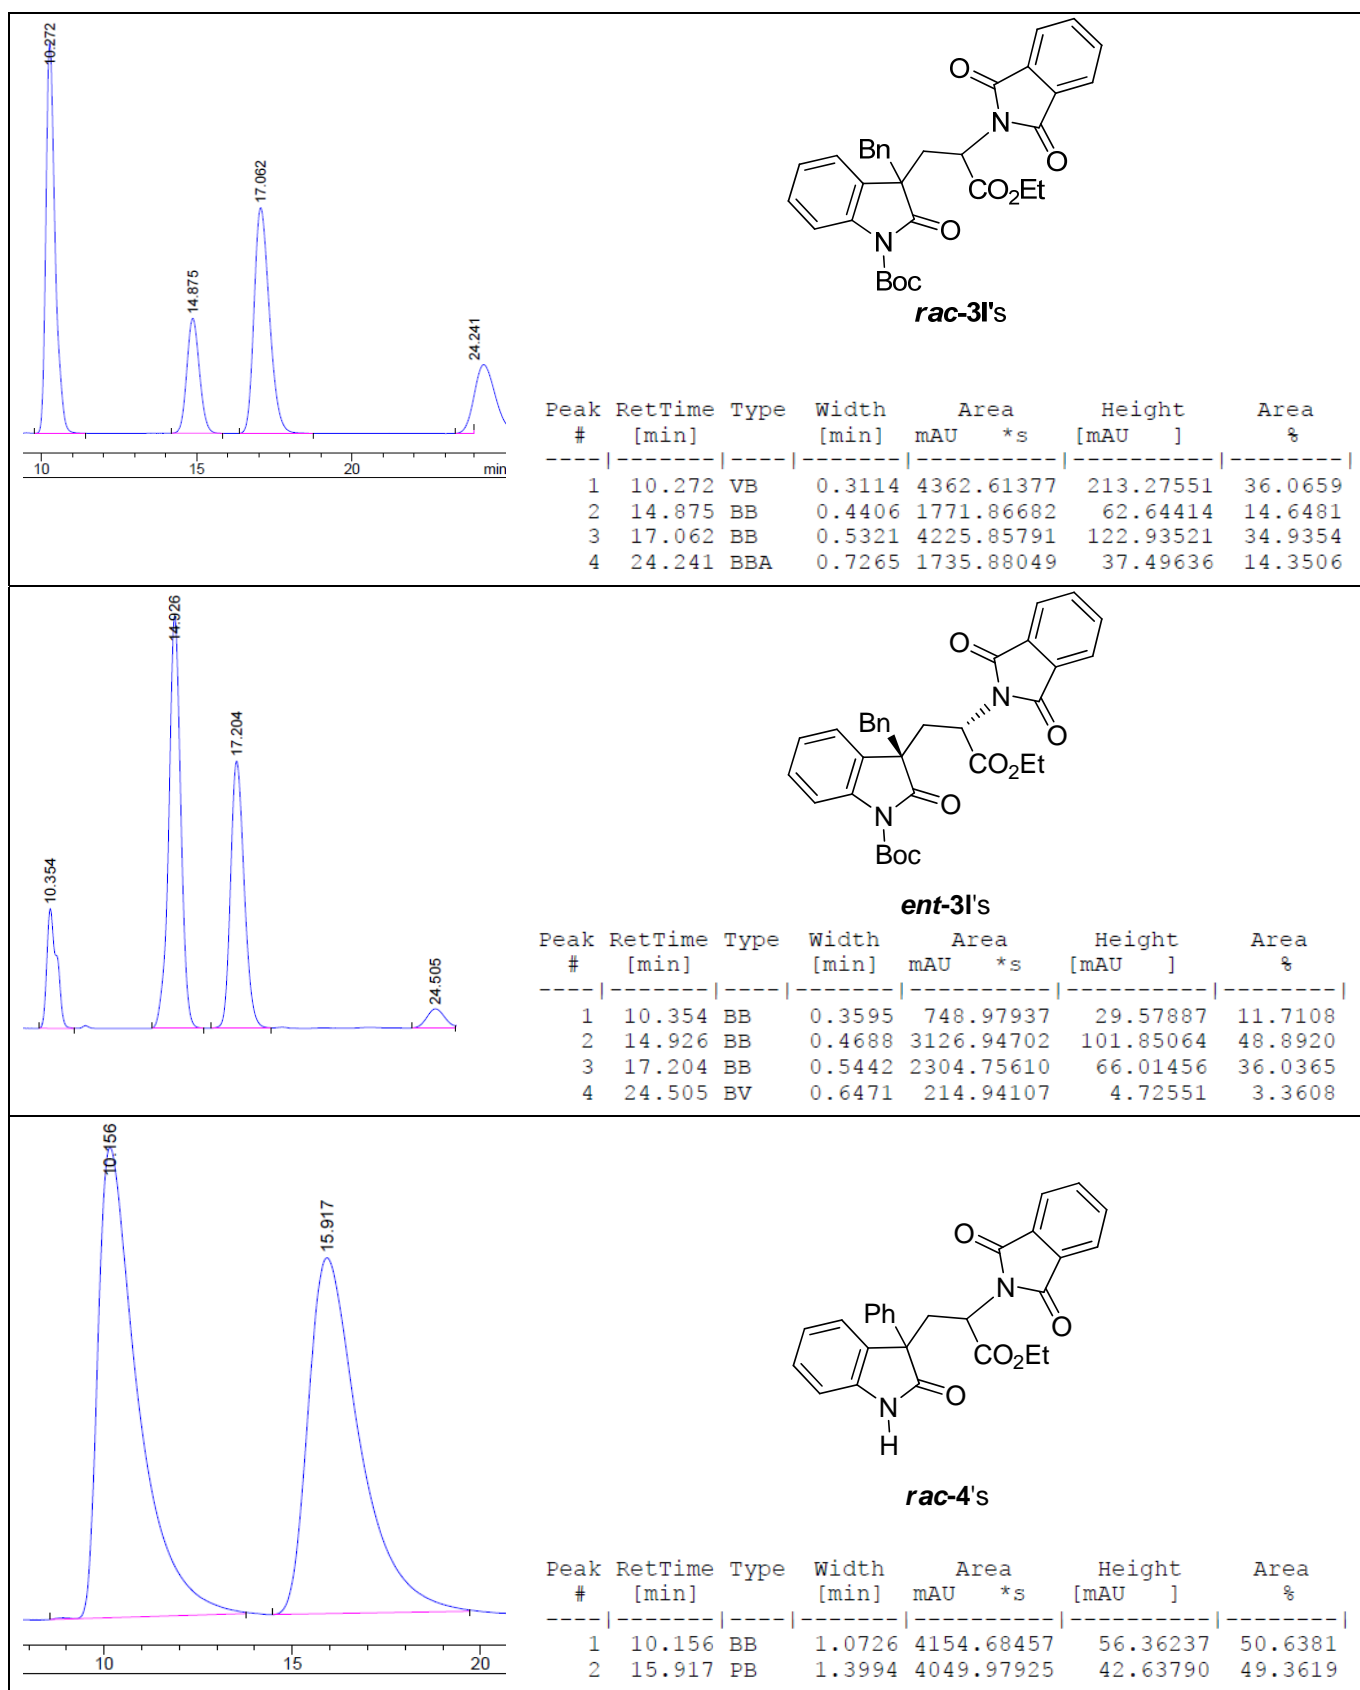 10.272
14.875
17.062
24.241
10 15 20 min
O
N
O
Bn
CO2Et
O
N
Boc
rac-3l's
Peak RetTime Type Width Area Height Area
# [min] [min] mAU *s [mAU ] %
----|-------|----|-------|----------|----------|--------|
1 10.272 VB 0.3114 4362.61377 213.27551 36.0659
2 14.875 BB 0.4406 1771.86682 62.64414 14.6481
3 17.062 BB 0.5321 4225.85791 122.93521 34.9354
4 24.241 BBA 0.7265 1735.88049 37.49636 14.3506
10.354
14.926
17.204
24.505
O
N
O
Bn
CO2Et
O
N
Boc
ent-3l's
Peak RetTime Type Width Area Height Area
# [min] [min] mAU *s [mAU ] %
----|-------|----|-------|----------|----------|--------|
1 10.354 BB 0.3595 748.97937 29.57887 11.7108
2 14.926 BB 0.4688 3126.94702 101.85064 48.8920
3 17.204 BB 0.5442 2304.75610 66.01456 36.0365
4 24.505 BV 0.6471 214.94107 4.72551 3.3608
10.156
15.917
10 15 20
O
N
O
Ph
CO2Et
O
N
H
rac-4's
Peak RetTime Type Width Area Height Area
# [min] [min] mAU *s [mAU ] %
----|-------|----|-------|----------|----------|--------|
1 10.156 BB 1.0726 4154.68457 56.36237 50.6381
2 15.917 PB 1.3994 4049.97925 42.63790 49.3619